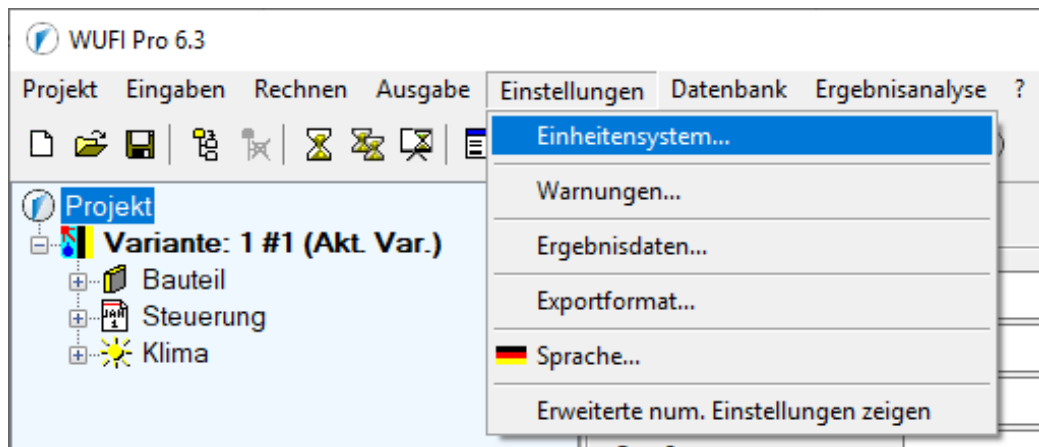 WUFI Pro 6.3
Projekt Eingaben Rechnen Ausgabe Einstellungen Datenbank Ergebnisanalyse ?
Einheitensystem...
Warnungen...
Ergebnisdaten...
Exportformat...
Sprache...
Erweiterte num. Einstellungen zeigen
Projekt
Variante: 1 #1 (Akt. Var.)
Bauteil
Steuerung
Klima